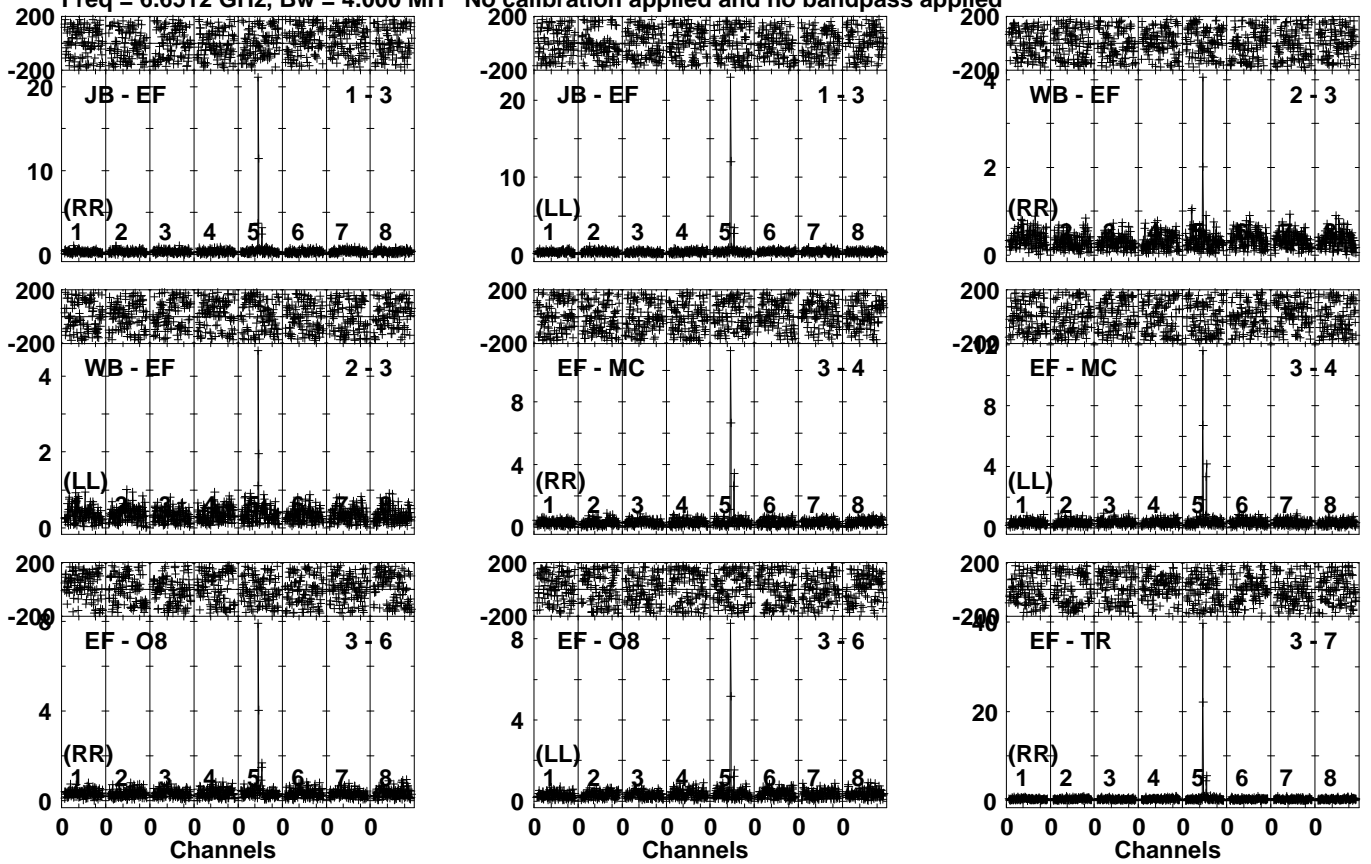 Freq = 6.6512 GHz, Bw = 4.000 MH No calibration applied and no bandpass applied
200 200 200
-200 -200 -200
JB - EF 1 - 3 JB - EF 1 - 3 WB - EF 2 - 3
20 20 4
10 10 2
(RR) (LL) (RR)
1 2 3 4 5 6 7 8 1 2 3 4 5 6 7 8
0 0 0
200 200 200
-200 -200 -200
12
WB - EF 2 - 3 EF - MC 3 - 4 EF - MC 3 - 4
4 8 8
2 4 4
(LL) (RR) (LL)
1 2 3 4 5 6 7 8 1 2 3 4 5 6 7 8
0 0 0
200 200 200
-200 -200 -200
8 40
EF - O8 3 - 6 EF - O8 3 - 6 EF - TR 3 - 7
8
4 4 20
(RR) (LL) (RR)
1 2 3 4 5 6 7 8 1 2 3 4 5 6 7 8 1 2 3 4 5 6 7 8
0 0 0
0 0 0 0 0 0 0 0 0 0 0 0 0 0 0 0 0 0 0 0 0 0 0 0
Channels Channels Channels